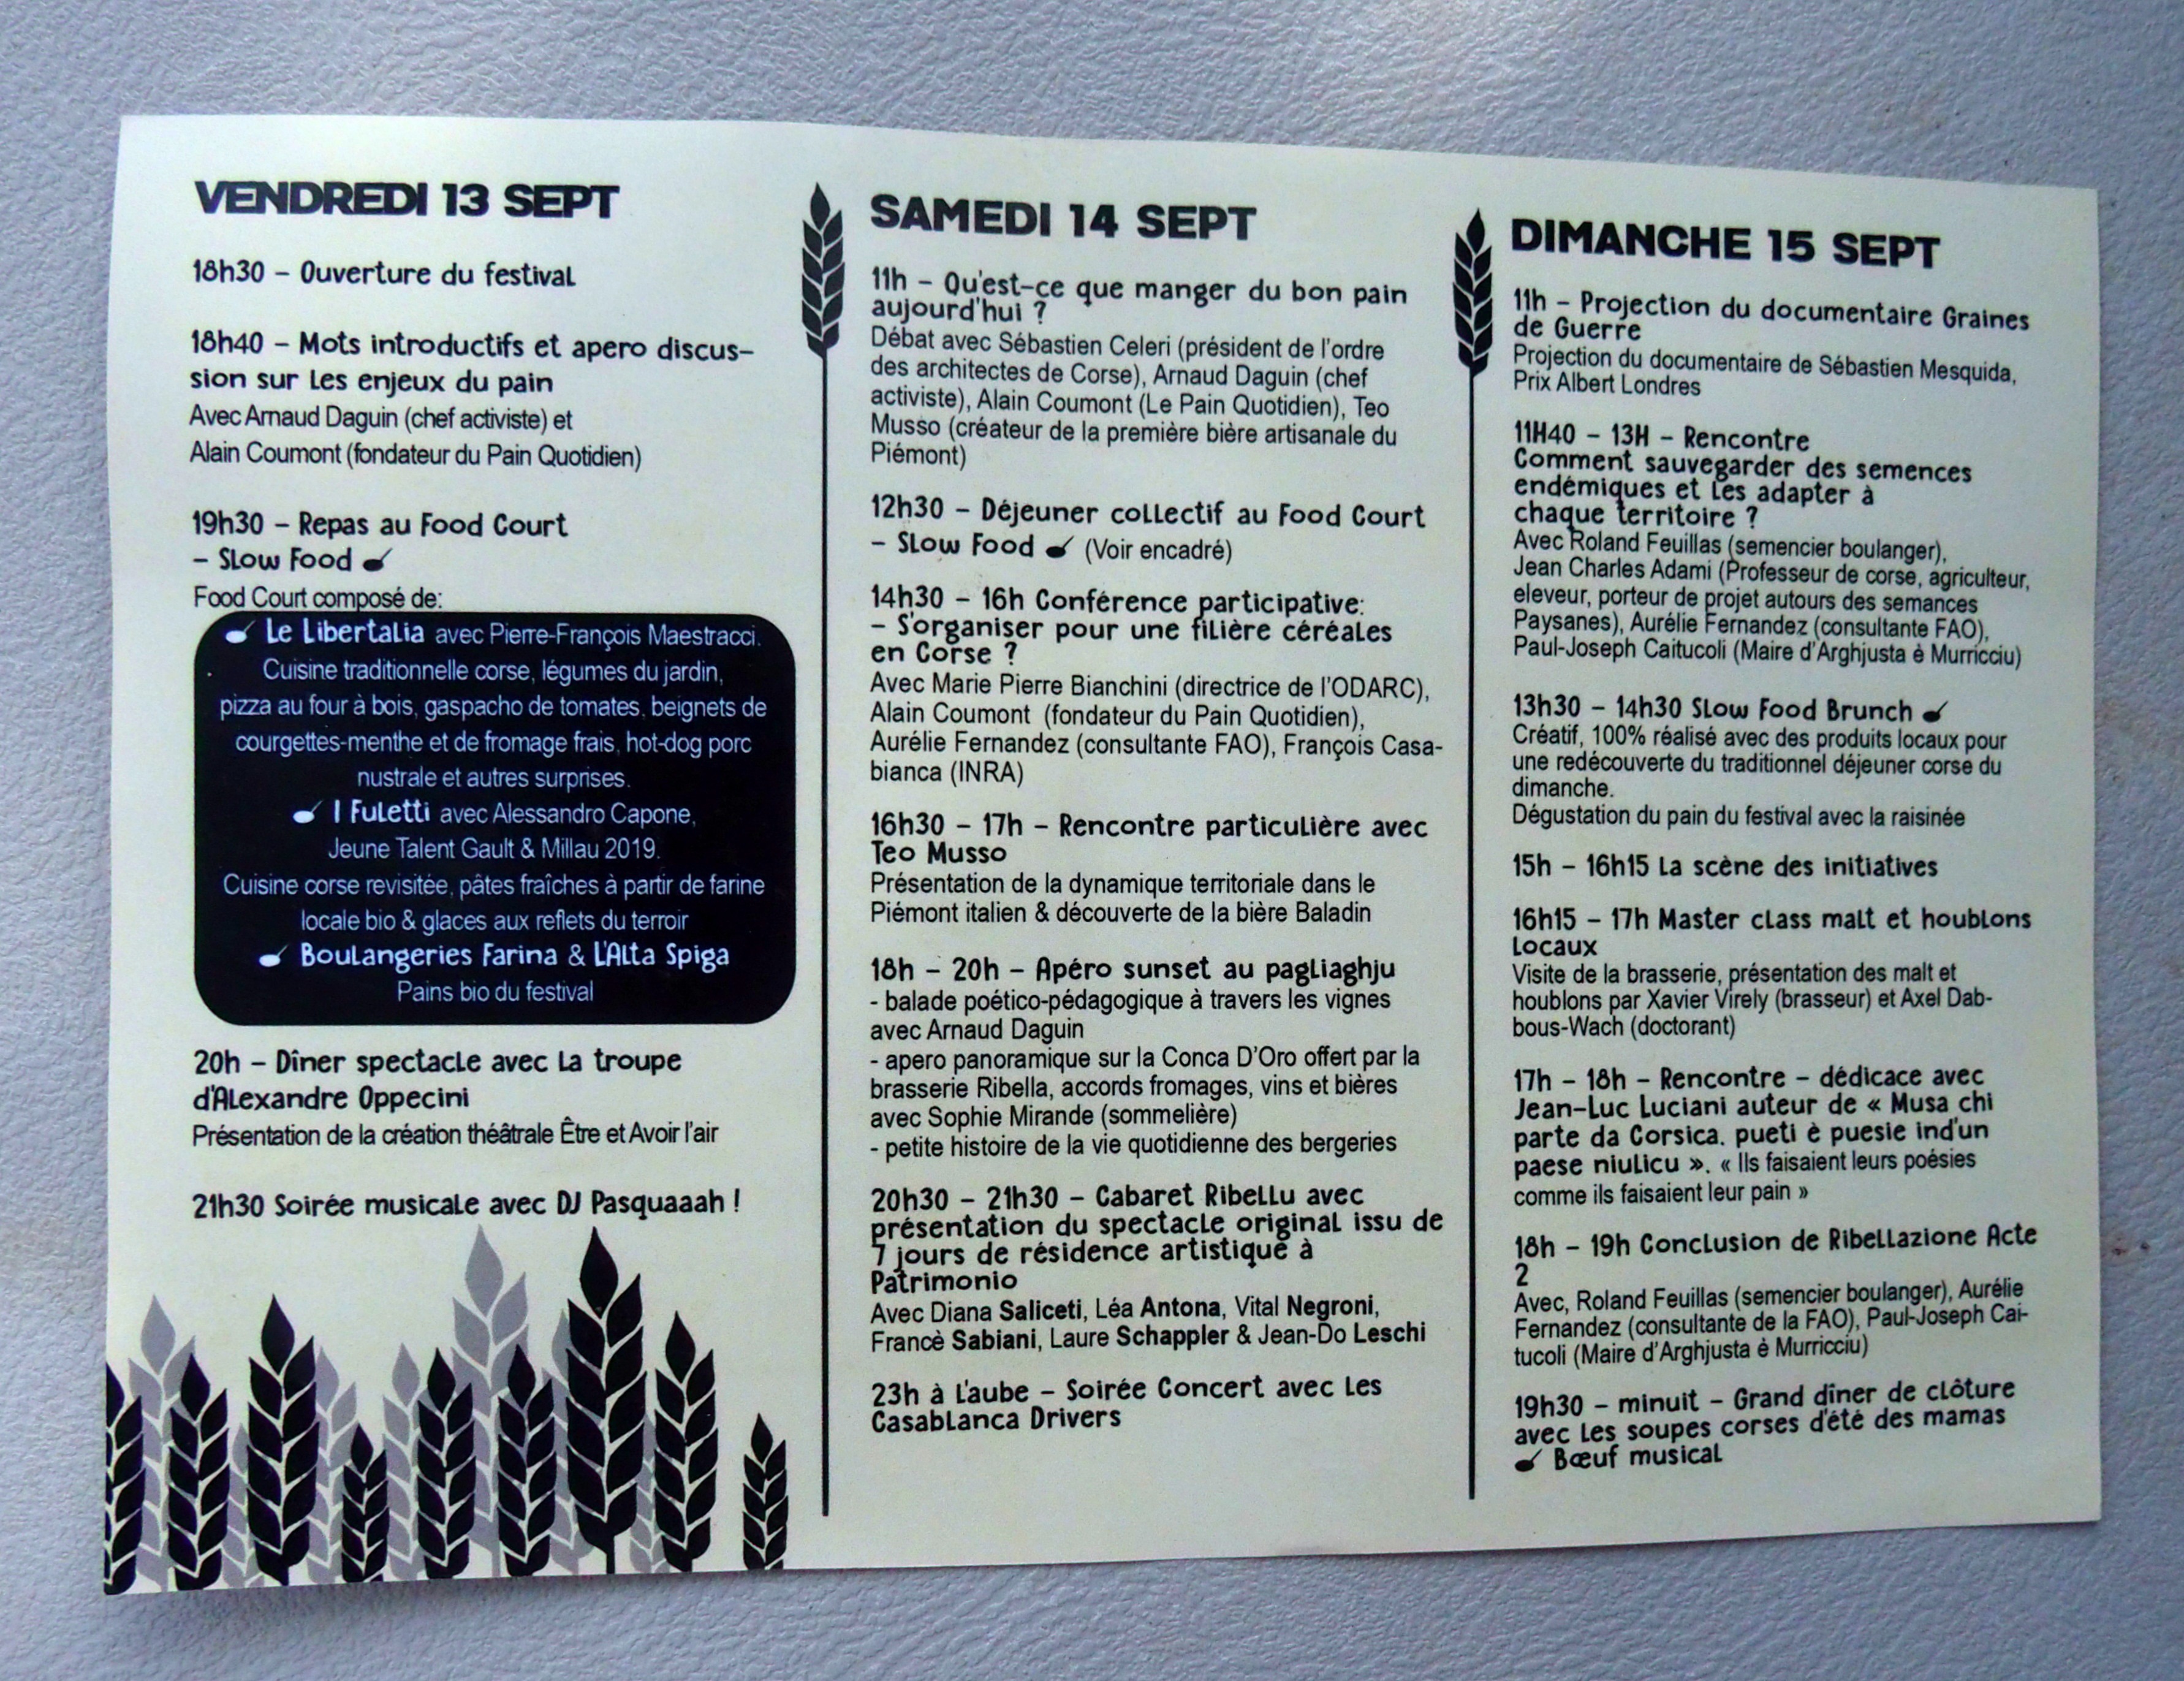 VENDREDI 13 SEPT
18h30 – Ouverture du festival
18h40 – Mots introductifs et apero discus-
sion sur les enjeux du pain
Avec Arnaud Daguin (chef activiste) et
Alain Coumont (fondateur du Pain Quotidien)
19h30 – Repas au Food Court
– Slow Food
Food Court composé de:
Le Libertalia avec Pierre-François Maestracci.
Cuisine traditionnelle corse, légumes du jardin,
pizza au four à bois, gaspacho de tomates, beignets de
courgettes-menthe et de fromage frais, hot-dog porc
nustrale et autres surprises.
I Fuletti avec Alessandro Capone,
Jeune Talent Gault & Millau 2019.
Cuisine corse revisitée, pâtes fraîches à partir de farine
locale bio & glaces aux reflets du terroir
Boulangeries Farina & L'Alta Spiga
Pains bio du festival
20h – Dîner spectacle avec la troupe
d'Alexandre Oppecini
Présentation de la création théâtrale Être et Avoir l'air
21h30 Soirée musicale avec DJ Pasquaaah !
SAMEDI 14 SEPT
11h – Qu'est-ce que manger du bon pain
aujourd'hui ?
Débat avec Sébastien Celeri (président de l'ordre
des architectes de Corse), Arnaud Daguin (chef
activiste), Alain Coumont (Le Pain Quotidien), Teo
Musso (créateur de la première bière artisanale du
Piémont)
12h30 – Déjeuner collectif au Food Court
– Slow Food (Voir encadré)
14h30 – 16h Conférence participative:
– S'organiser pour une filière céréales
en Corse ?
Avec Marie Pierre Bianchini (directrice de l'ODARC),
Alain Coumont (fondateur du Pain Quotidien),
Aurélie Fernandez (consultante FAO), François Casa-
bianca (INRA)
16h30 – 17h – Rencontre particulière avec
Teo Musso
Présentation de la dynamique territoriale dans le
Piémont italien & découverte de la bière Baladin
18h – 20h – Apéro sunset au pagliaghju
- balade poético-pédagogique à travers les vignes
avec Arnaud Daguin
- apero panoramique sur la Conca D'Oro offert par la
brasserie Ribella, accords fromages, vins et bières
avec Sophie Mirande (sommelière)
- petite histoire de la vie quotidienne des bergeries
20h30 – 21h30 – Cabaret Ribellu avec
présentation du spectacle original issu de
7 jours de résidence artistique à
Patrimonio
Avec Diana Saliceti, Léa Antona, Vital Negroni,
Francè Sabiani, Laure Schappler & Jean-Do Leschi
23h à l'aube – Soirée Concert avec les
Casablanca Drivers
DIMANCHE 15 SEPT
11h – Projection du documentaire Graines
de Guerre
Projection du documentaire de Sébastien Mesquida,
Prix Albert Londres
11H40 – 13H – Rencontre
Comment sauvegarder des semences
endémiques et les adapter à
chaque territoire ?
Avec Roland Feuillas (semencier boulanger),
Jean Charles Adami (Professeur de corse, agriculteur,
eleveur, porteur de projet autours des semances
Paysanes), Aurélie Fernandez (consultante FAO),
Paul-Joseph Caitucoli (Maire d'Arghjusta è Murricciu)
13h30 – 14h30 Slow Food Brunch
Créatif, 100% réalisé avec des produits locaux pour
une redécouverte du traditionnel déjeuner corse du
dimanche.
Dégustation du pain du festival avec la raisinée
15h – 16h15 La scène des initiatives
16h15 – 17h Master class malt et houblons
locaux
Visite de la brasserie, présentation des malt et
houblons par Xavier Virely (brasseur) et Axel Dab-
bous-Wach (doctorant)
17h – 18h – Rencontre – dédicace avec
Jean-Luc Luciani auteur de « Musa chi
parte da Corsica. pueti è puesie ind'un
paese niulicu ». « Ils faisaient leurs poésies
comme ils faisaient leur pain »
18h – 19h Conclusion de Ribellazione Acte
2
Avec, Roland Feuillas (semencier boulanger), Aurélie
Fernandez (consultante de la FAO), Paul-Joseph Cai-
tucoli (Maire d'Arghjusta è Murricciu)
19h30 – minuit – Grand dîner de clôture
avec les soupes corses d'été des mamas
Bœuf musical